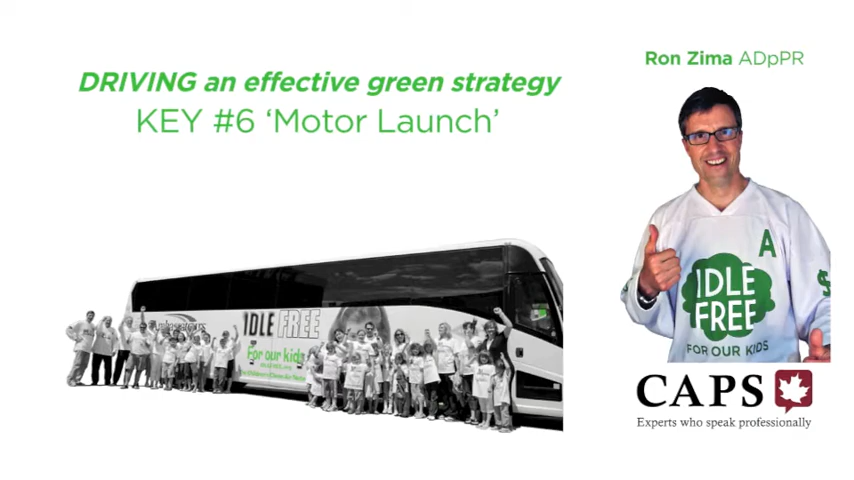 DRIVING an effective green strategy
KEY #6 ‘Motor Launch’
Ron Zima ADpPR
IDLE FREE
For our kids
A
IDLE
FREE
FOR OUR KIDS
$
CAPS
Experts who speak professionally